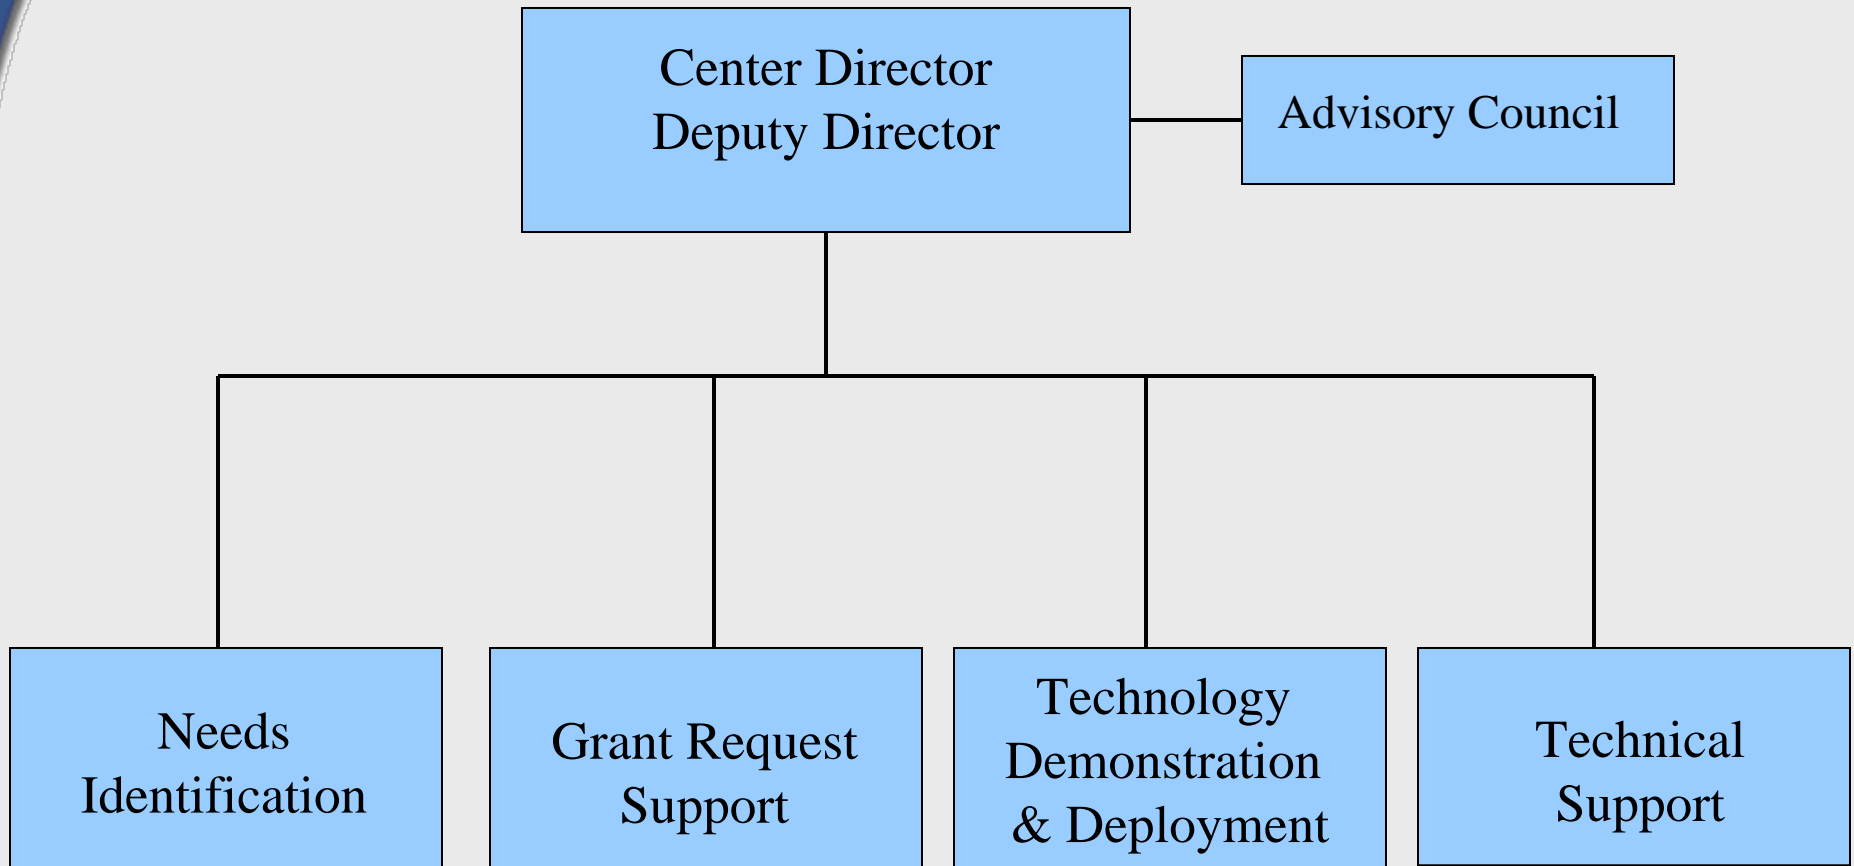 Center Director
Deputy Director
Advisory Council
Needs
Identification
Grant Request
Support
Technology
Demonstration
& Deployment
Technical
Support